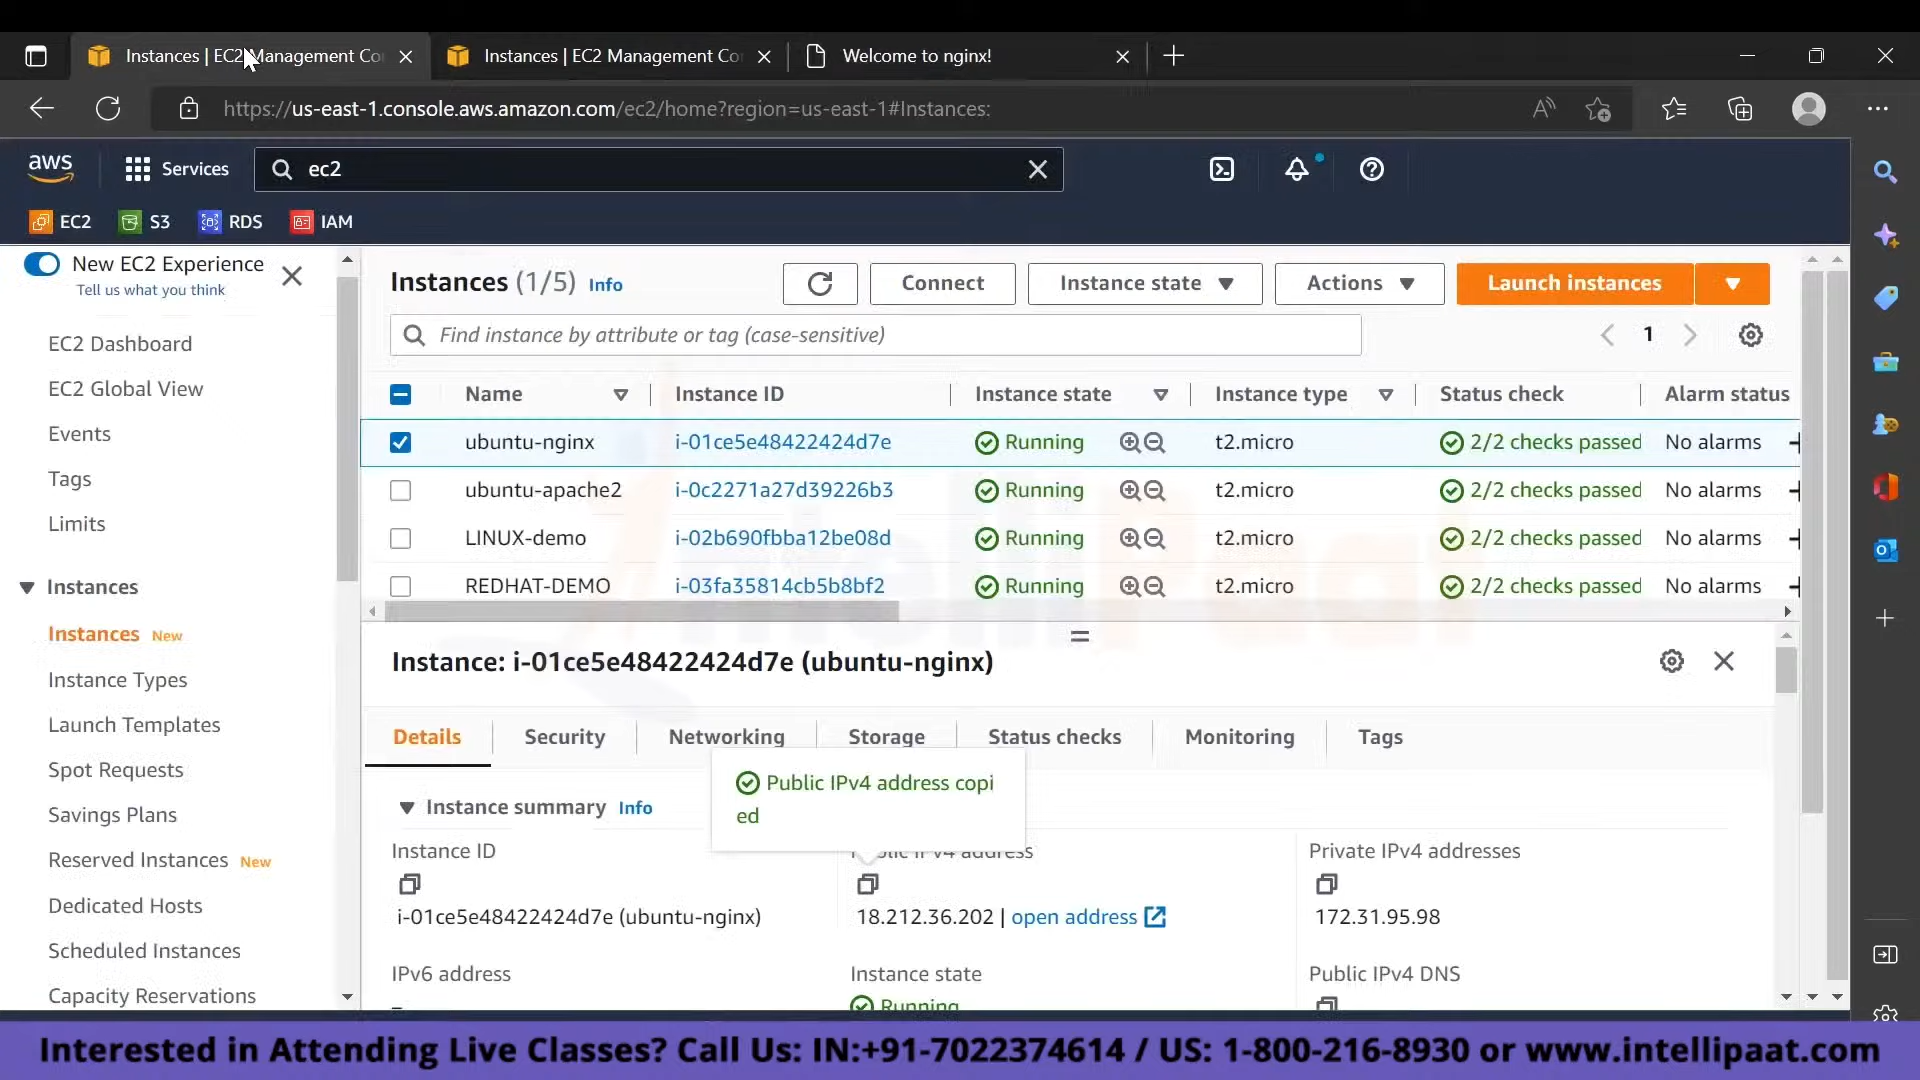 Instances | EC2 Management Co
Instances | EC2 Management Co
Welcome to nginx!
https://us-east-1.console.aws.amazon.com/ec2/home?region=us-east-1#Instances:
aws
Services
ec2
EC2
S3
RDS
IAM
New EC2 Experience
Tell us what you think
EC2 Dashboard
EC2 Global View
Events
Tags
Limits
Instances
Instances New
Instance Types
Launch Templates
Spot Requests
Savings Plans
Reserved Instances New
Dedicated Hosts
Scheduled Instances
Capacity Reservations
Instances (1/5) Info
Connect
Instance state
Actions
Launch instances
Find instance by attribute or tag (case-sensitive)
1
Name Instance ID Instance state Instance type Status check Alarm status
ubuntu-nginx i-01ce5e48422424d7e Running t2.micro 2/2 checks passed No alarms
ubuntu-apache2 i-0c2271a27d39226b3 Running t2.micro 2/2 checks passed No alarms
LINUX-demo i-02b690fbba12be08d Running t2.micro 2/2 checks passed No alarms
REDHAT-DEMO i-03fa35814cb5b8bf2 Running t2.micro 2/2 checks passed No alarms
Instance: i-01ce5e48422424d7e (ubuntu-nginx)
Details Security Networking Storage Status checks Monitoring Tags
Public IPv4 address copi
ed
Instance summary Info
Instance ID
i-01ce5e48422424d7e (ubuntu-nginx)
Public IPv4 address
18.212.36.202 | open address
Private IPv4 addresses
172.31.95.98
IPv6 address
Instance state
Running
Public IPv4 DNS
Interested in Attending Live Classes? Call Us: IN:+91-7022374614 / US: 1-800-216-8930 or www.intellipaat.com